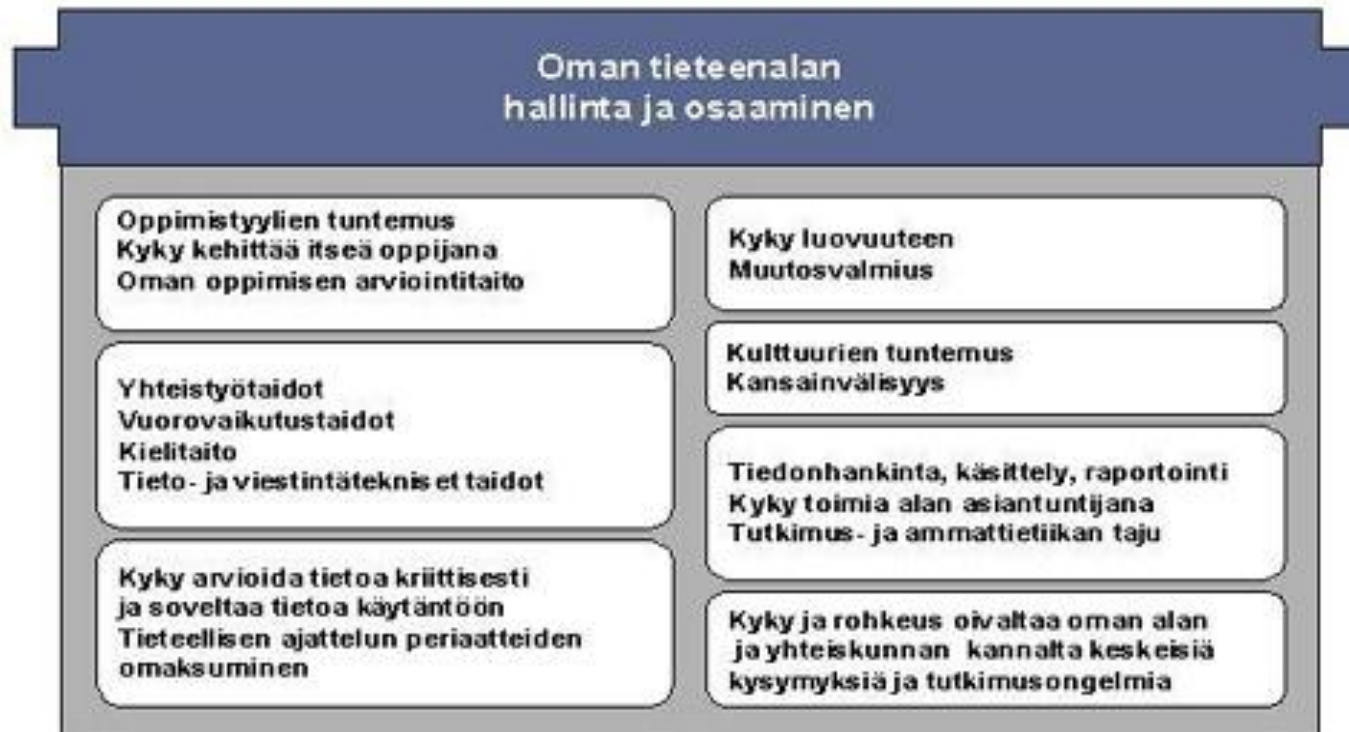 Oman tieteenalan
hallinta ja osaaminen
Oppimistyylien tuntemus
Kyky kehittää itseä oppijana
Oman oppimisen arviointitaito
Yhteistyötaidot
Vuorovaikutustaidot
Kielitaito
Tieto- ja viestintätekniset taidot
Kyky arvioida tietoa kriittisesti
ja soveltaa tietoa käytäntöön
Tieteellisen ajattelun periaatteiden
omaksuminen
Kyky luovuuteen
Muutosvalmius
Kulttuurien tuntemus
Kansainvälisyys
Tiedonhankinta, käsittely, raportointi
Kyky toimia alan asiantuntijana
Tutkimus- ja ammattietiikan taju
Kyky ja rohkeus oivaltaa oman alan
ja yhteiskunnan kannalta keskeisiä
kysymyksiä ja tutkimusongelmia